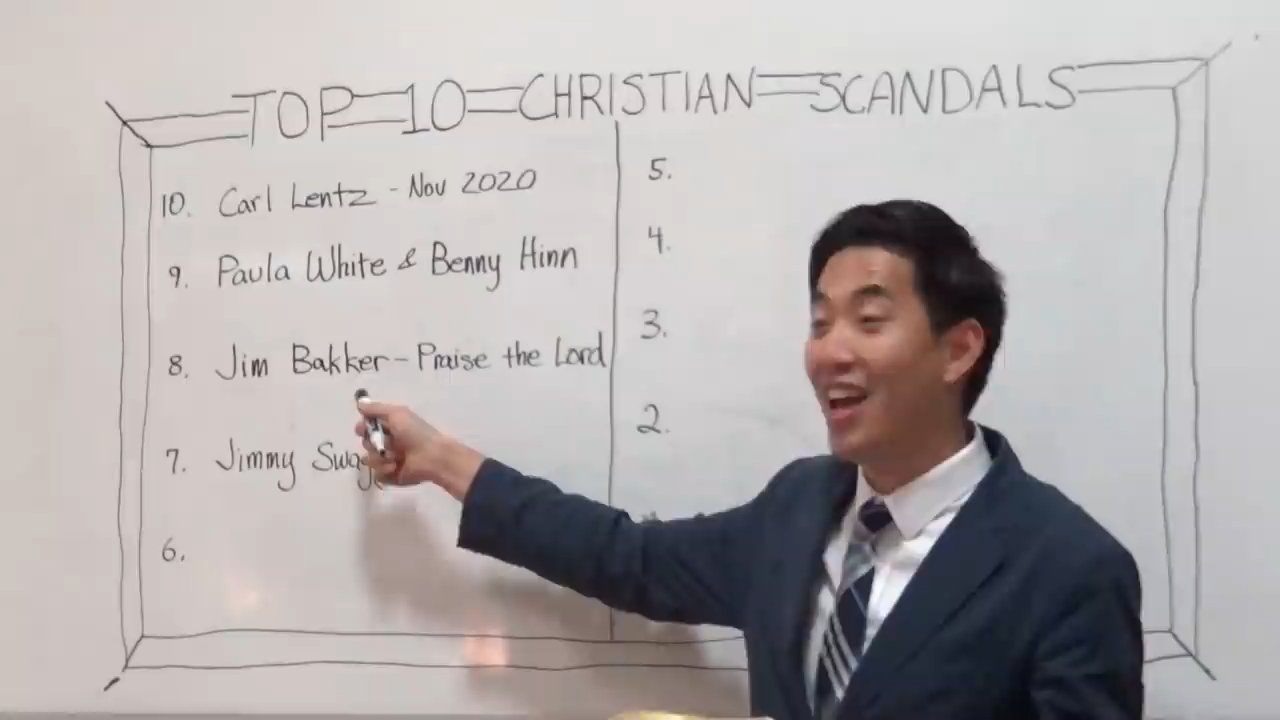 TOP 10 CHRISTIAN SCANDALS
10. Carl Lentz - Nov 2020
9. Paula White & Benny Hinn
8. Jim Bakker - Praise the Lord
7. Jimmy
6.
5.
4.
3.
2.